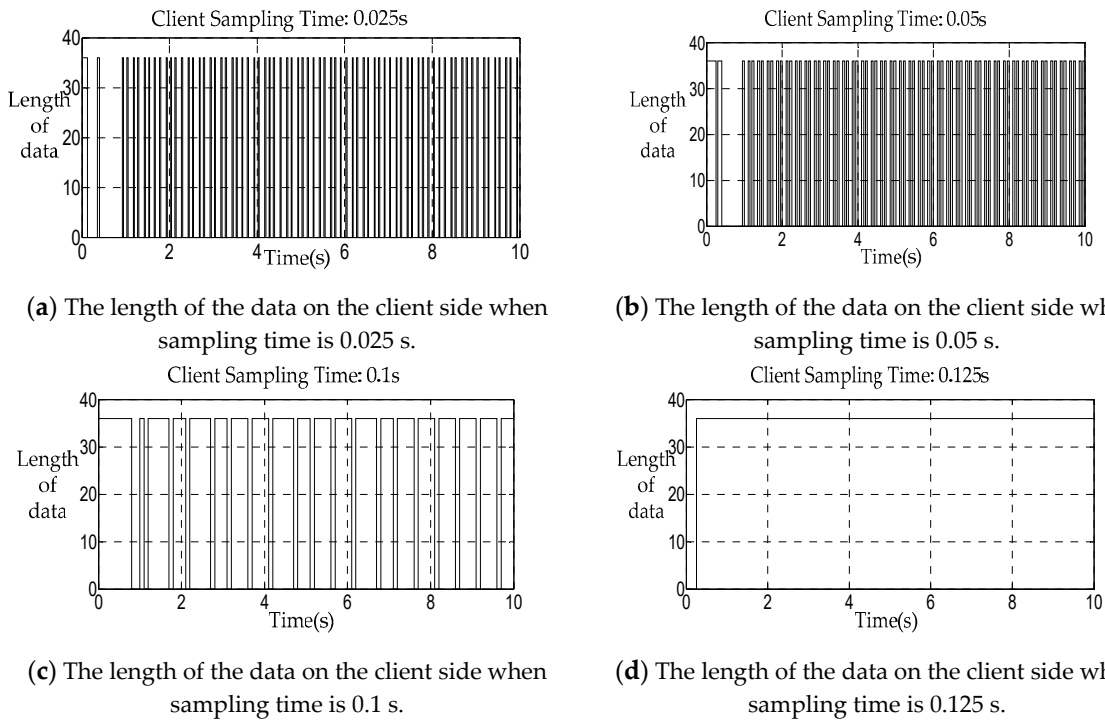 Client Sampling Time: 0.025s
40
30
Length
of
data
20
10
0
0 2 4 6 8 10
Time(s)
(a) The length of the data on the client side when
sampling time is 0.025 s.
Client Sampling Time: 0.05s
40
30
Length
of
data
20
10
0
0 2 4 6 8 10
Time(s)
(b) The length of the data on the client side wh
sampling time is 0.05 s.
Client Sampling Time: 0.1s
40
30
Length
of
data
20
10
0
0 2 4 6 8 10
Time(s)
(c) The length of the data on the client side when
sampling time is 0.1 s.
Client Sampling Time: 0.125s
40
30
Length
of
data
20
10
0
0 2 4 6 8 10
Time(s)
(d) The length of the data on the client side wh
sampling time is 0.125 s.